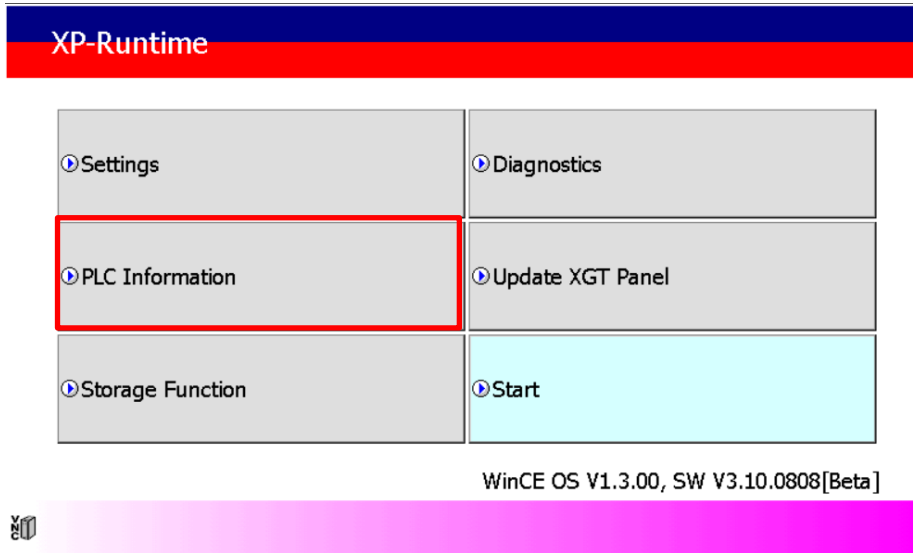 XP-Runtime
Settings
Diagnostics
PLC Information
Update XGT Panel
Storage Function
Start
WinCE OS V1.3.00, SW V3.10.0808[Beta]
VNC